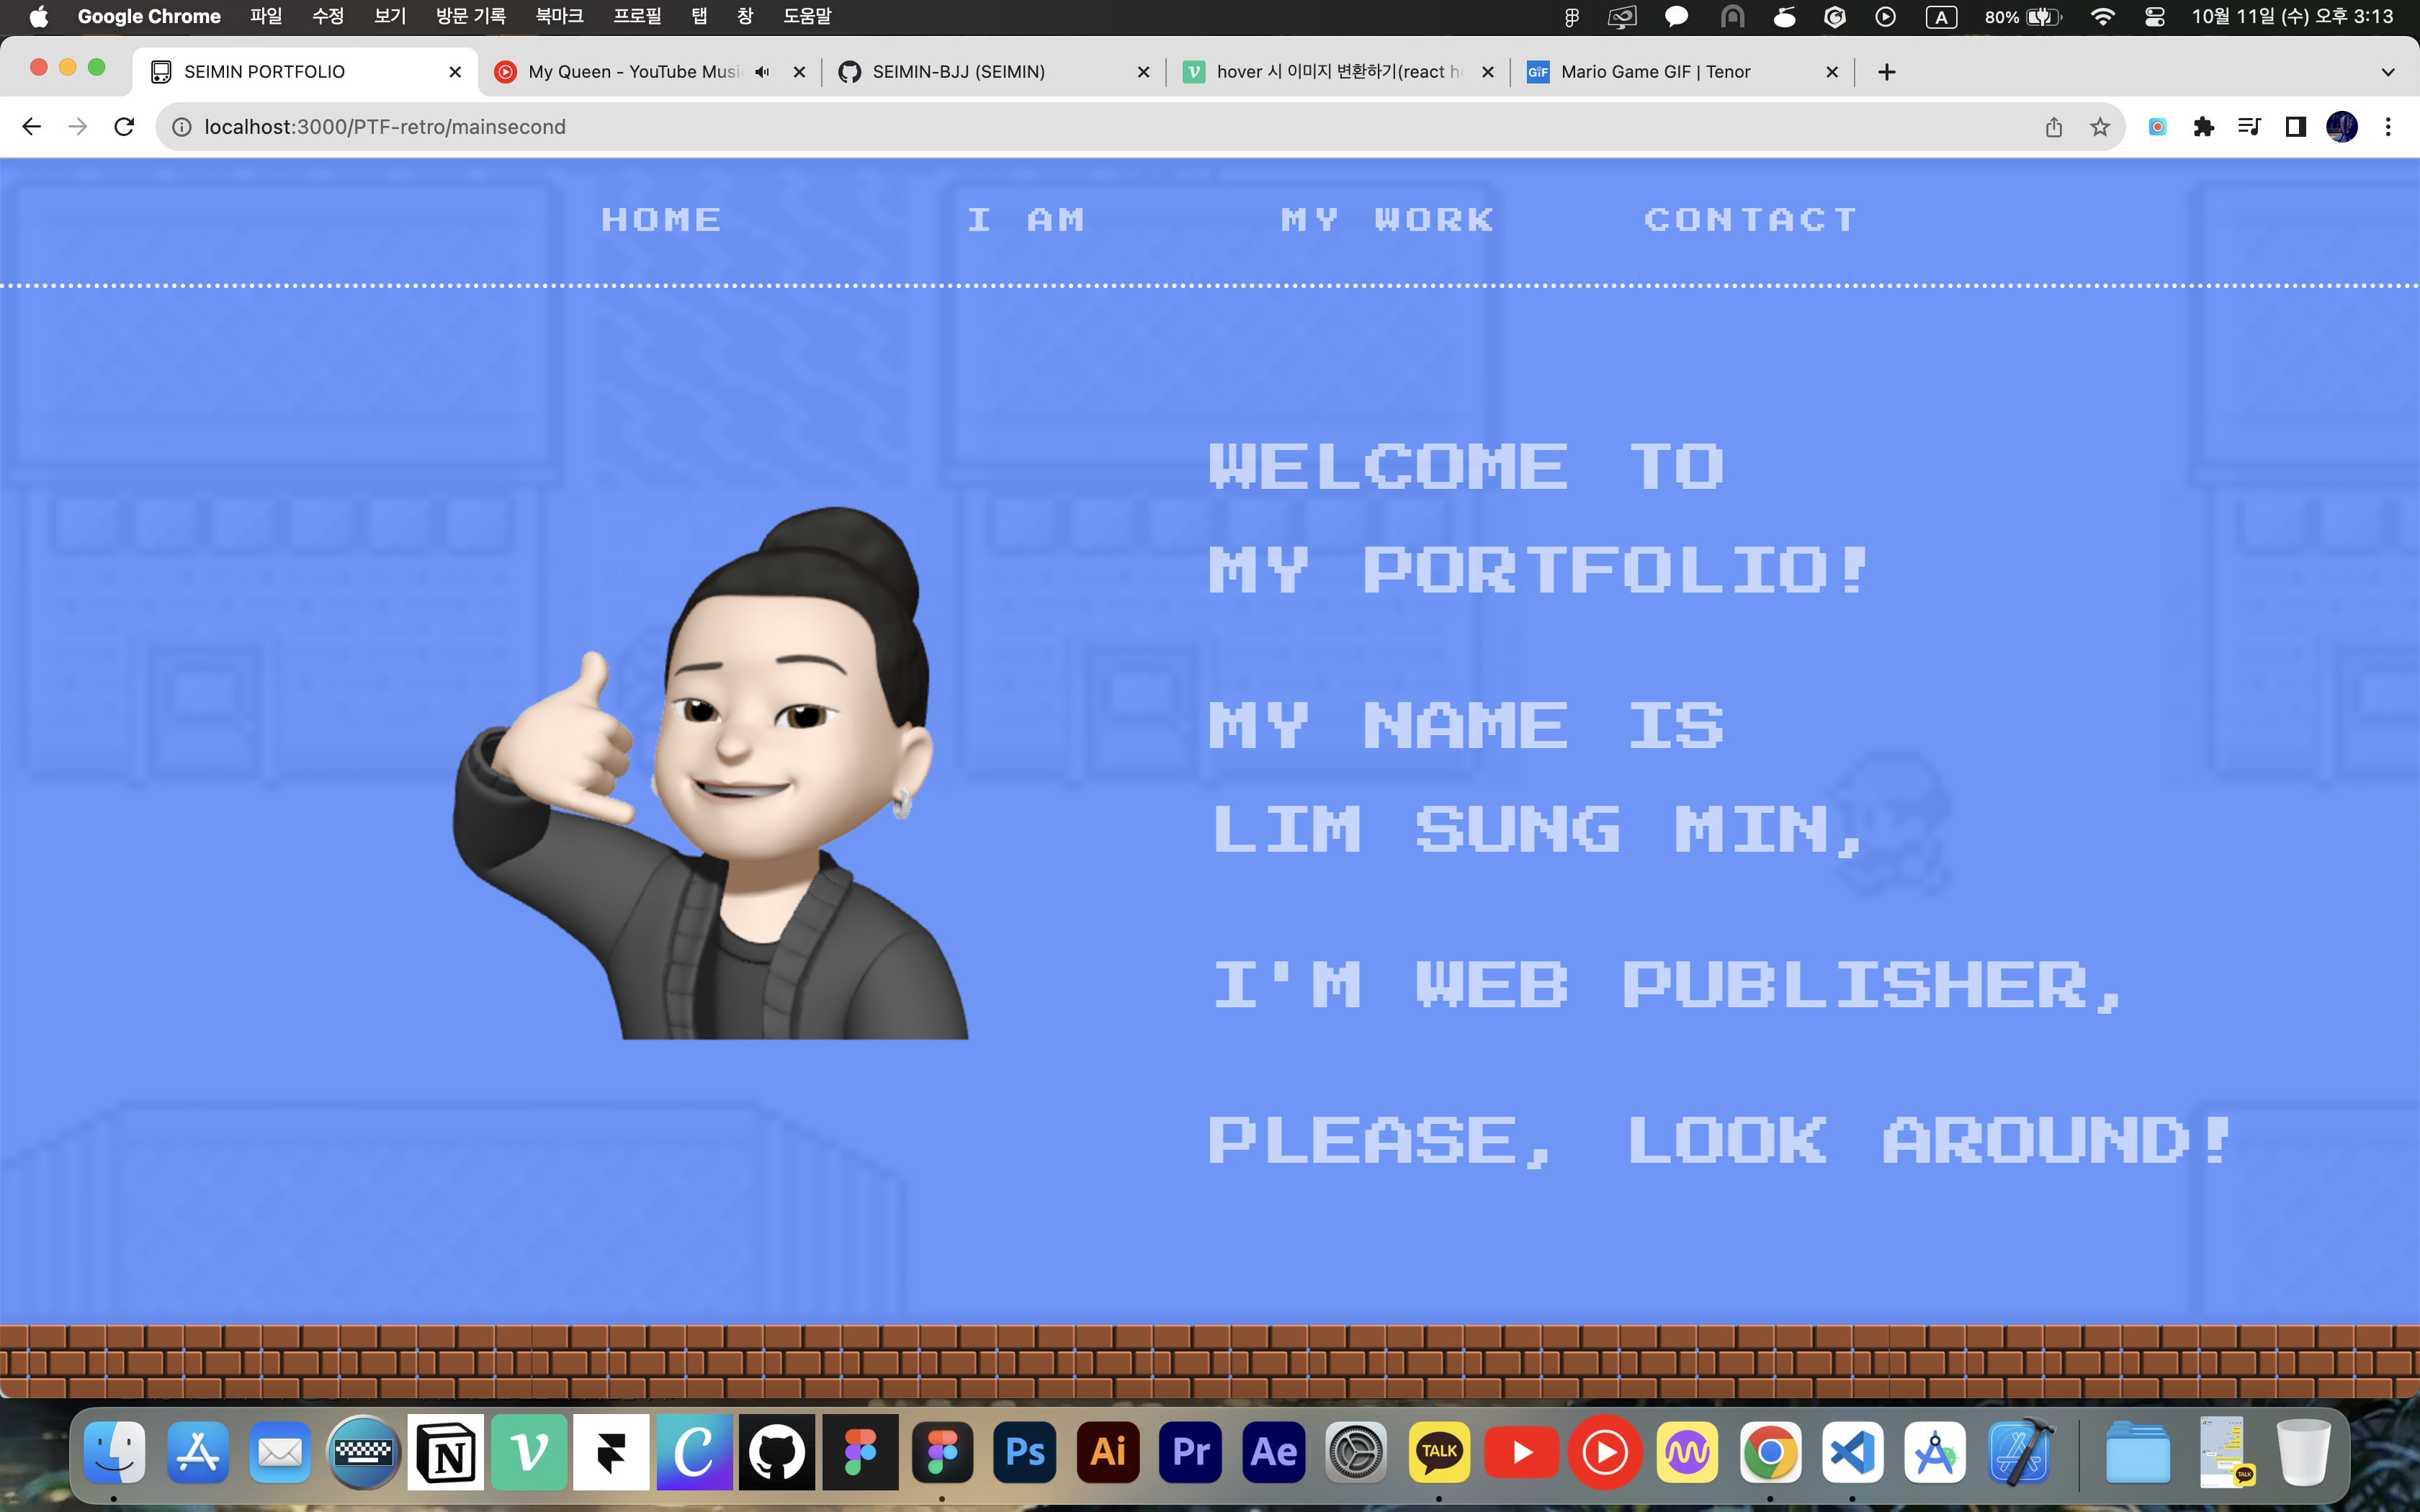 Google Chrome 파일 수정 보기 방문 기록 북마크 프로필 탭 창 도움말 A 80% 10월 11일 (수) 오후 3:13
SEIMIN PORTFOLIO My Queen - YouTube Musi SEIMIN-BJJ (SEIMIN) V hover 시 이미지 변환하기(react h GIF Mario Game GIF | Tenor
localhost:3000/PTF-retro/mainsecond
HOME I AM MY WORK CONTACT
WELCOME TO
MY PORTFOLIO!
MY NAME IS
LIM SUNG MIN,
I'M WEB PUBLISHER,
PLEASE, LOOK AROUND!
N V C Ps Ai Pr Ae TALK TALK